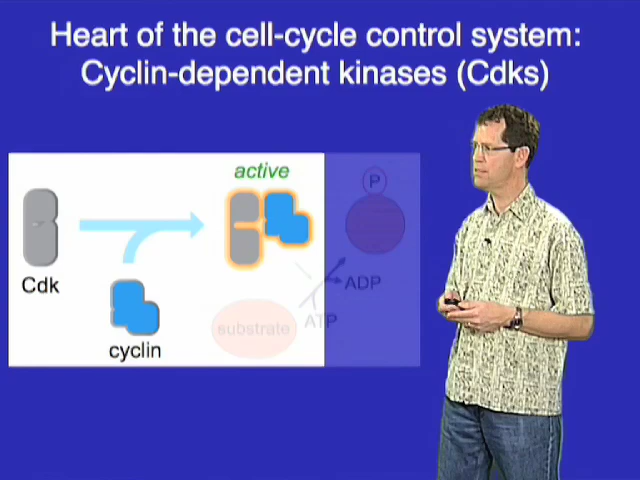 Heart of the cell-cycle control system:
Cyclin-dependent kinases (Cdks)
active
P
Cdk
ADP
substrate
ATP
cyclin